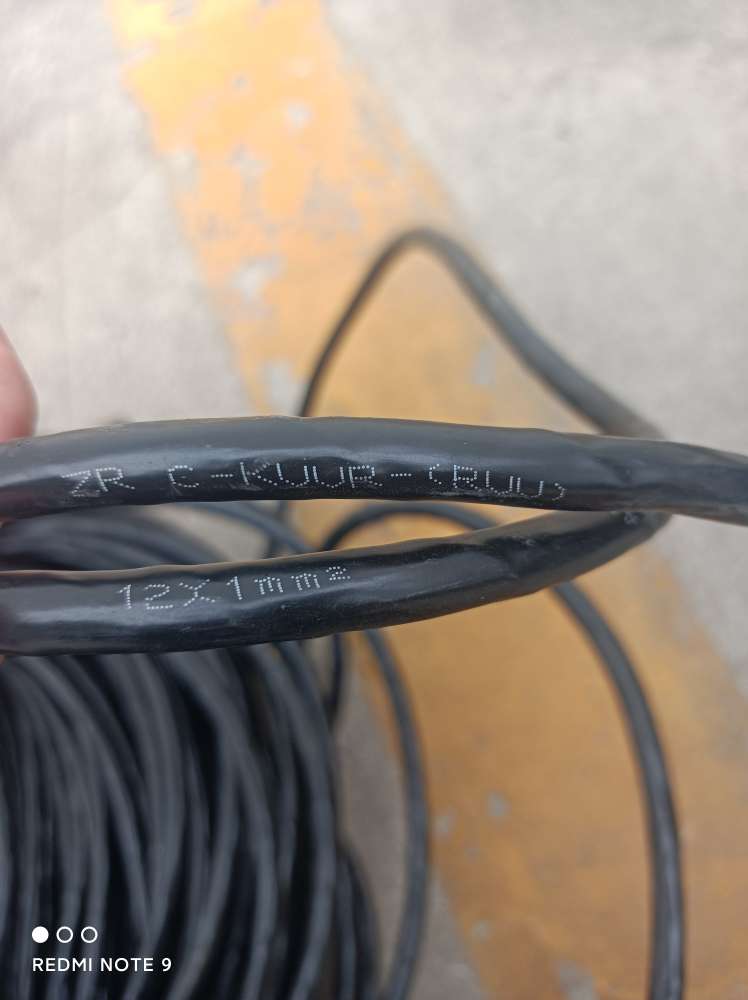 ZR C-KVVR-(RVV)
12X1mm²
REDMI NOTE 9